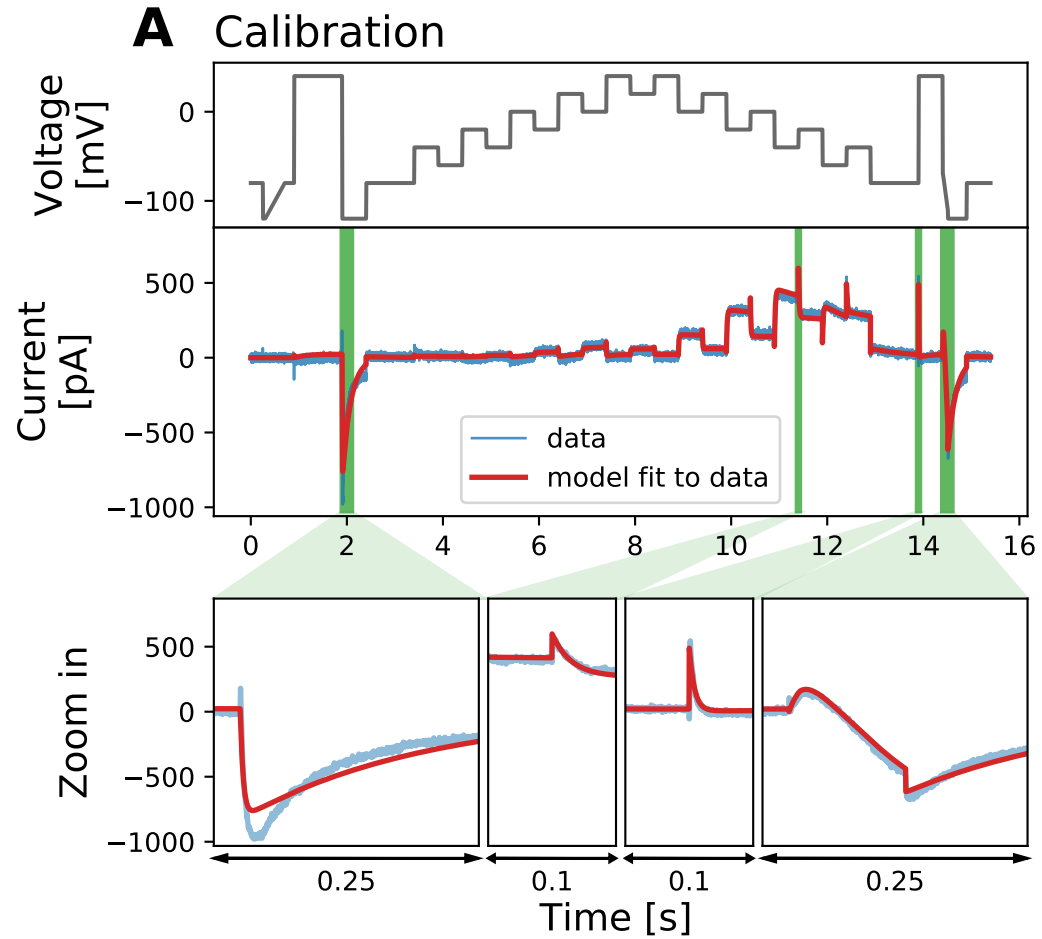 A Calibration
Voltage
[mV]
0
−100
Current
[pA]
500
0
−500
−1000
data
model fit to data
0 2 4 6 8 10 12 14 16
Zoom in
500
0
−500
−1000
0.25 0.1 0.1 0.25
Time [s]